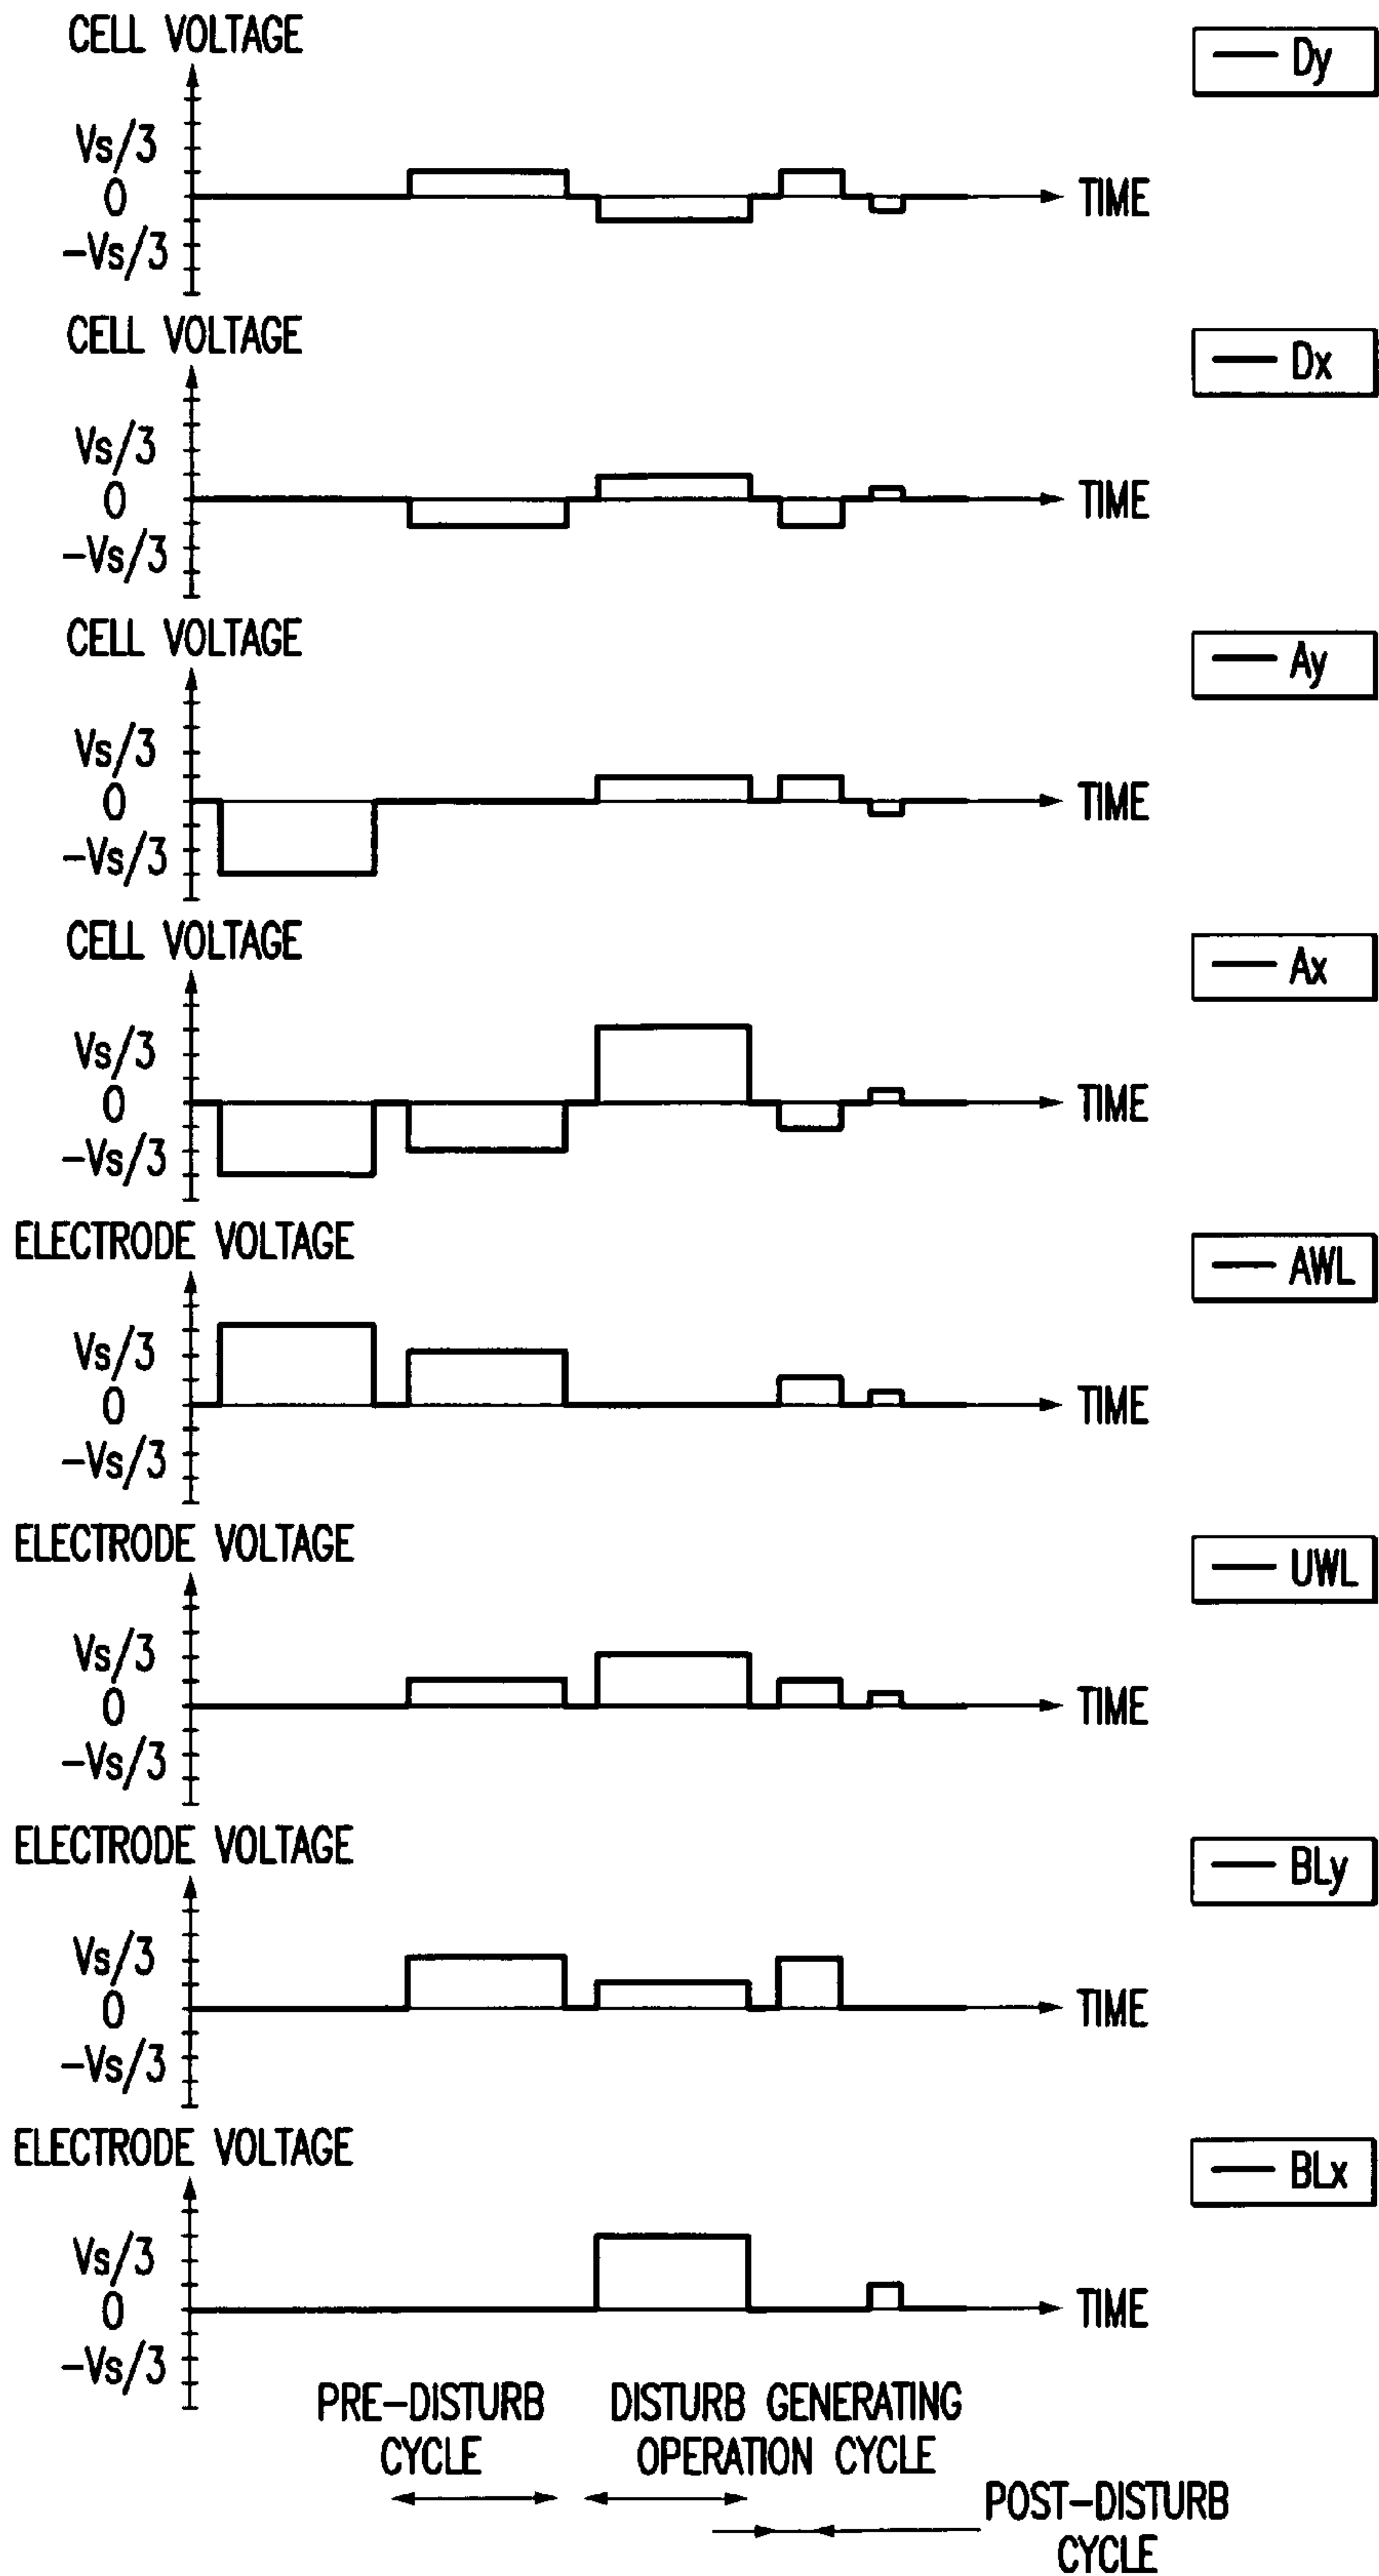 CELL VOLTAGE
Dy
Vs/3
0
-Vs/3
TIME
CELL VOLTAGE
Dx
Vs/3
0
-Vs/3
TIME
CELL VOLTAGE
Ay
Vs/3
0
-Vs/3
TIME
CELL VOLTAGE
Ax
Vs/3
0
-Vs/3
TIME
ELECTRODE VOLTAGE
AWL
Vs/3
0
-Vs/3
TIME
ELECTRODE VOLTAGE
UWL
Vs/3
0
-Vs/3
TIME
ELECTRODE VOLTAGE
BLy
Vs/3
0
-Vs/3
TIME
ELECTRODE VOLTAGE
BLx
Vs/3
0
-Vs/3
TIME
PRE-DISTURB
CYCLE
DISTURB GENERATING
OPERATION CYCLE
POST-DISTURB
CYCLE